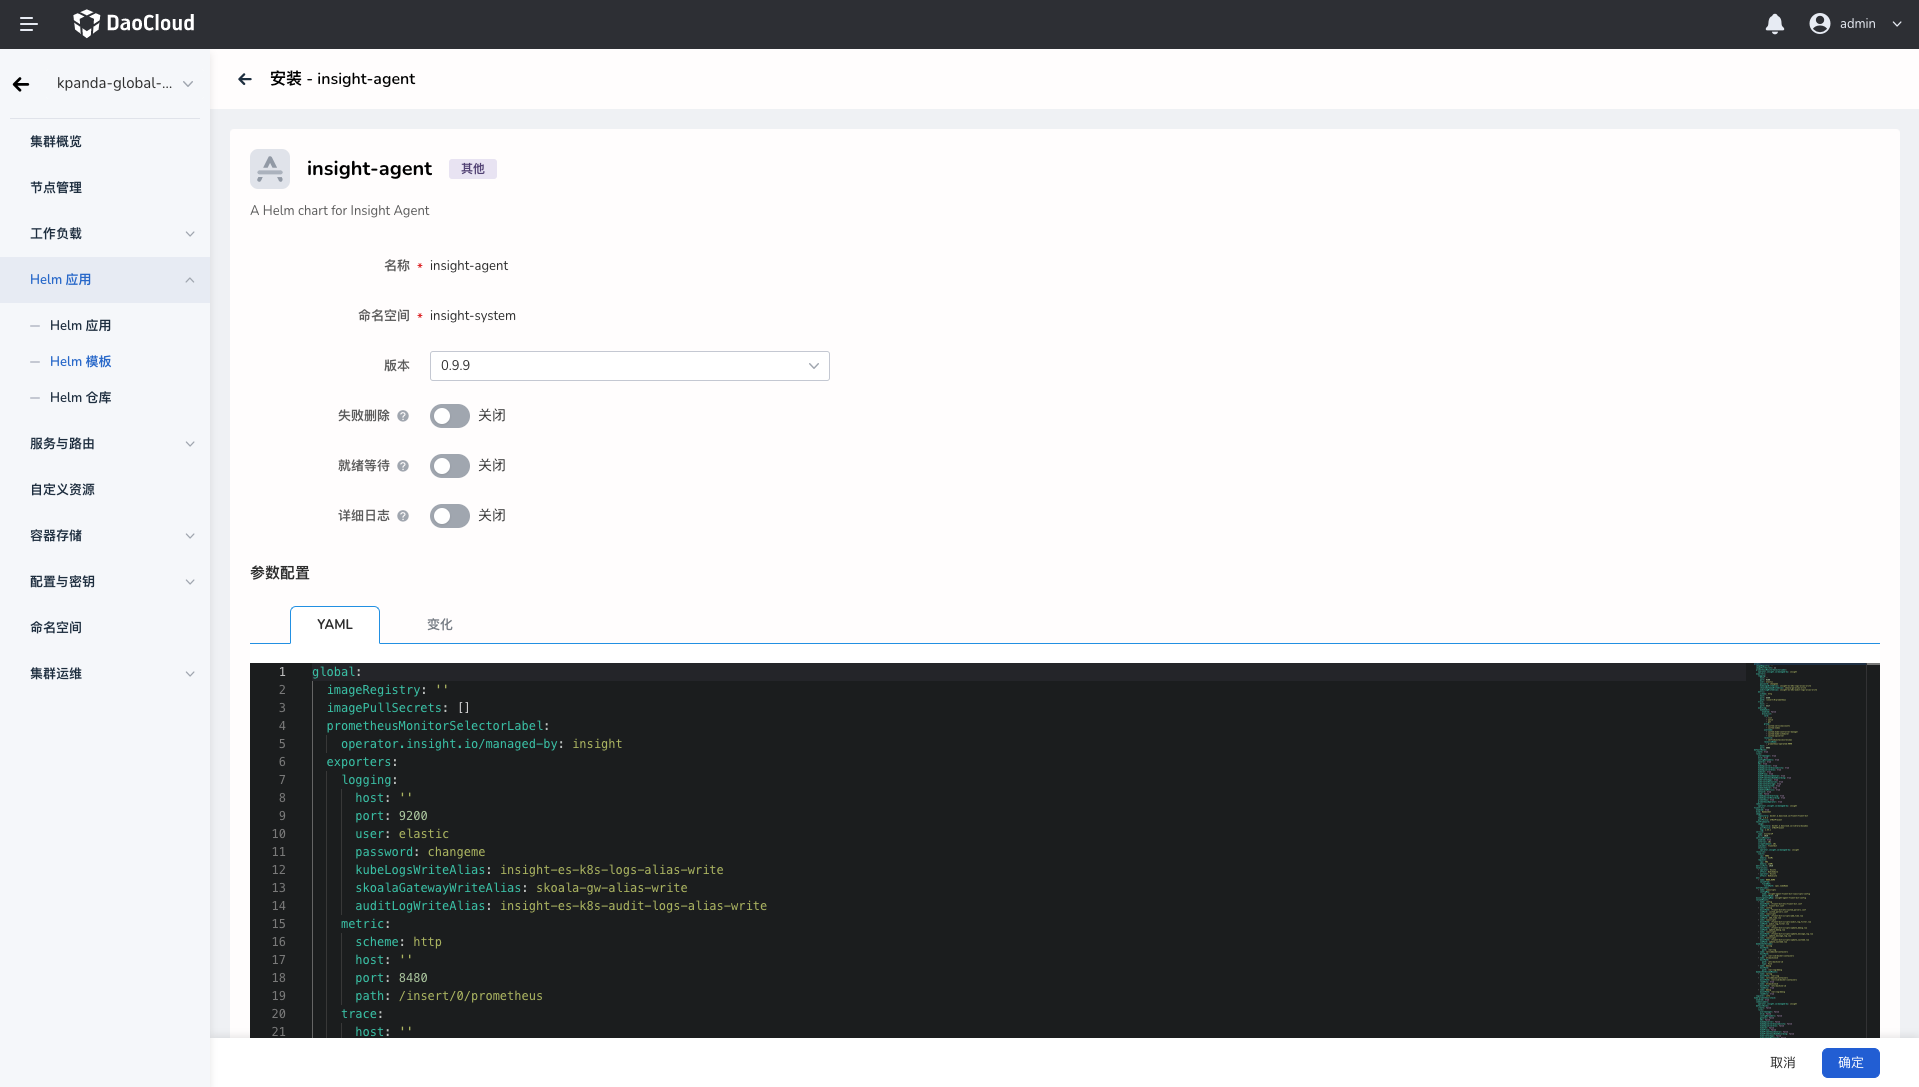 DaoCloud
admin
kpanda-global-...
安装 - insight-agent
集群概览
节点管理
工作负载
Helm 应用
Helm 应用
Helm 模板
Helm 仓库
服务与路由
自定义资源
容器存储
配置与密钥
命名空间
集群运维
insight-agent
其他
A Helm chart for Insight Agent
名称 * insight-agent
命名空间 * insight-system
版本 0.9.9
失败删除 ? 关闭
就绪等待 ? 关闭
详细日志 ? 关闭
参数配置
YAML 变化
1 global:
2 imageRegistry: ''
3 imagePullSecrets: []
4 prometheusMonitorSelectorLabel:
5 operator.insight.io/managed-by: insight
6 exporters:
7 logging:
8 host: ''
9 port: 9200
10 user: elastic
11 password: changeme
12 kubeLogsWriteAlias: insight-es-k8s-logs-alias-write
13 skoalaGatewayWriteAlias: skoala-gw-alias-write
14 auditLogWriteAlias: insight-es-k8s-audit-logs-alias-write
15 metric:
16 scheme: http
17 host: ''
18 port: 8480
19 path: /insert/0/prometheus
20 trace:
21 host: ''
取消
确定